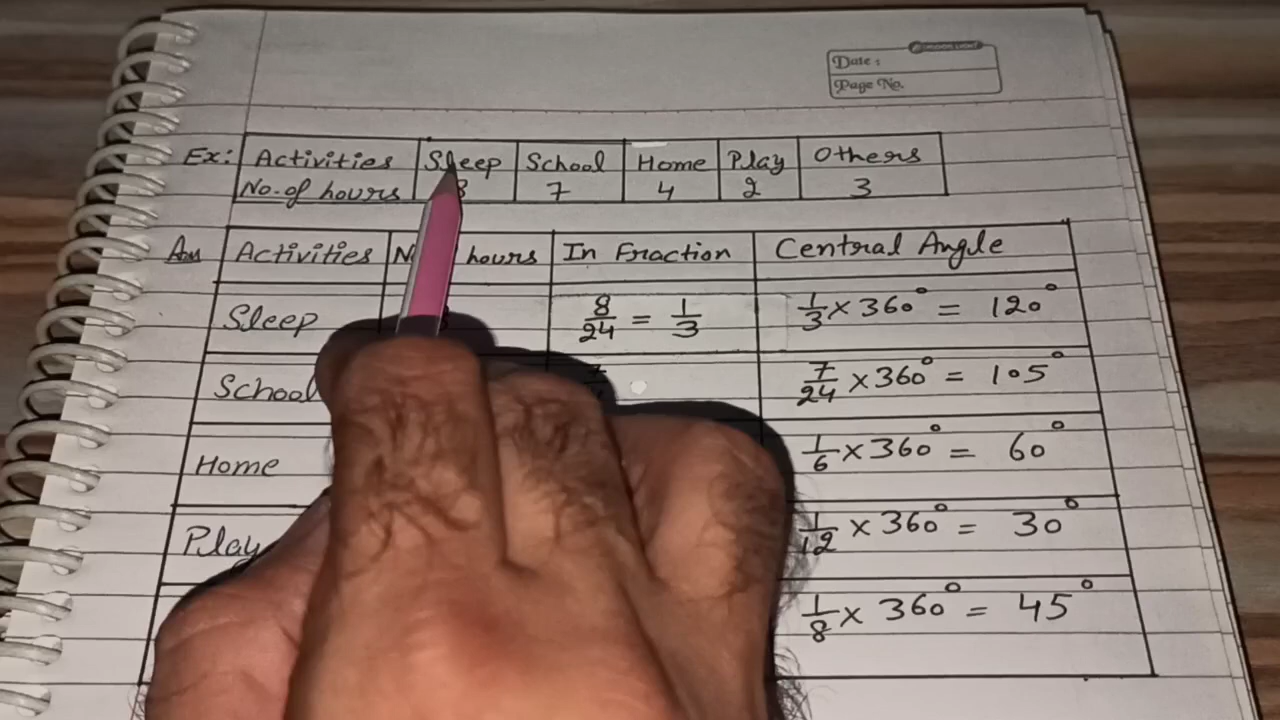 Date :
Page No.
Ex: Activities Sleep School Home Play Others
No. of hours 8 7 4 2 3
Ans Activities hours In Fraction Central Angle
Sleep 8/24 = 1/3 1/3 × 360° = 120°
School 7/24 × 360° = 105°
Home 1/6 × 360° = 60°
Play 1/12 × 360° = 30°
1/8 × 360° = 45°